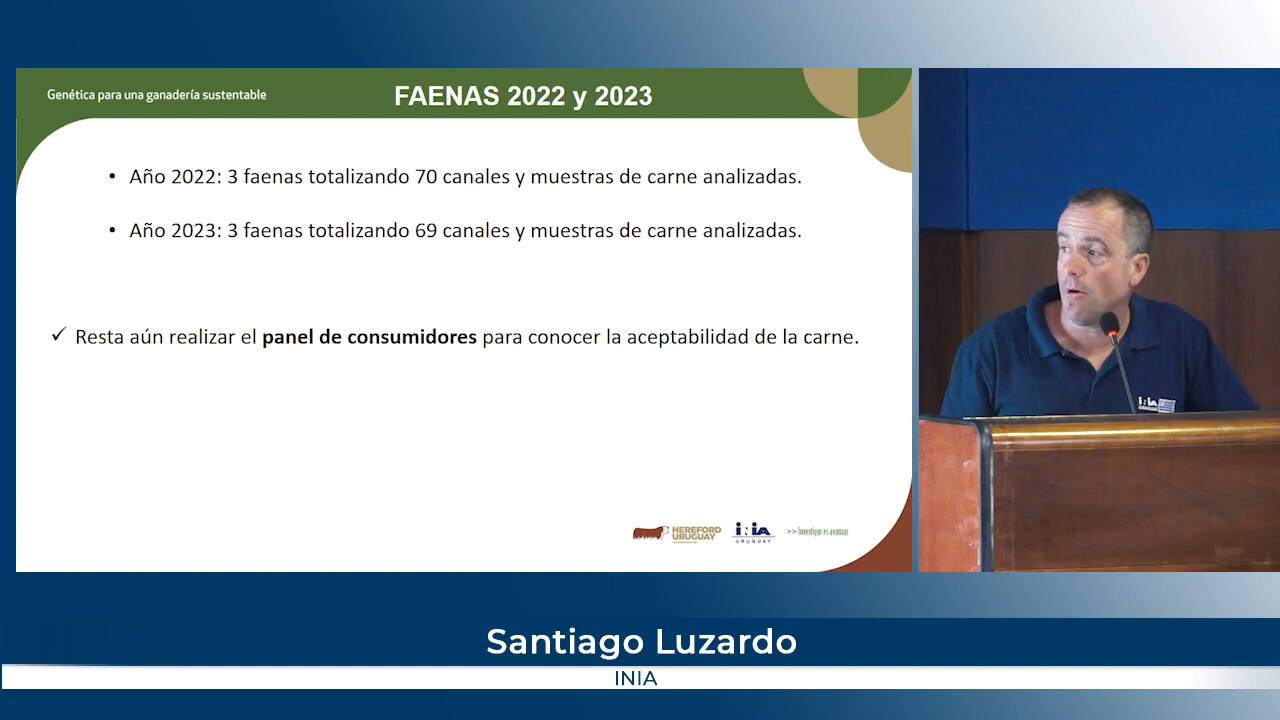 Genética para una ganadería sustentable
FAENAS 2022 y 2023
• Año 2022: 3 faenas totalizando 70 canales y muestras de carne analizadas.
• Año 2023: 3 faenas totalizando 69 canales y muestras de carne analizadas.
✓ Resta aún realizar el panel de consumidores para conocer la aceptabilidad de la carne.
HEREFORD
URUGUAY
INIA
URUGUAY
>> Investigar es avanzar
INIA
Santiago Luzardo
INIA